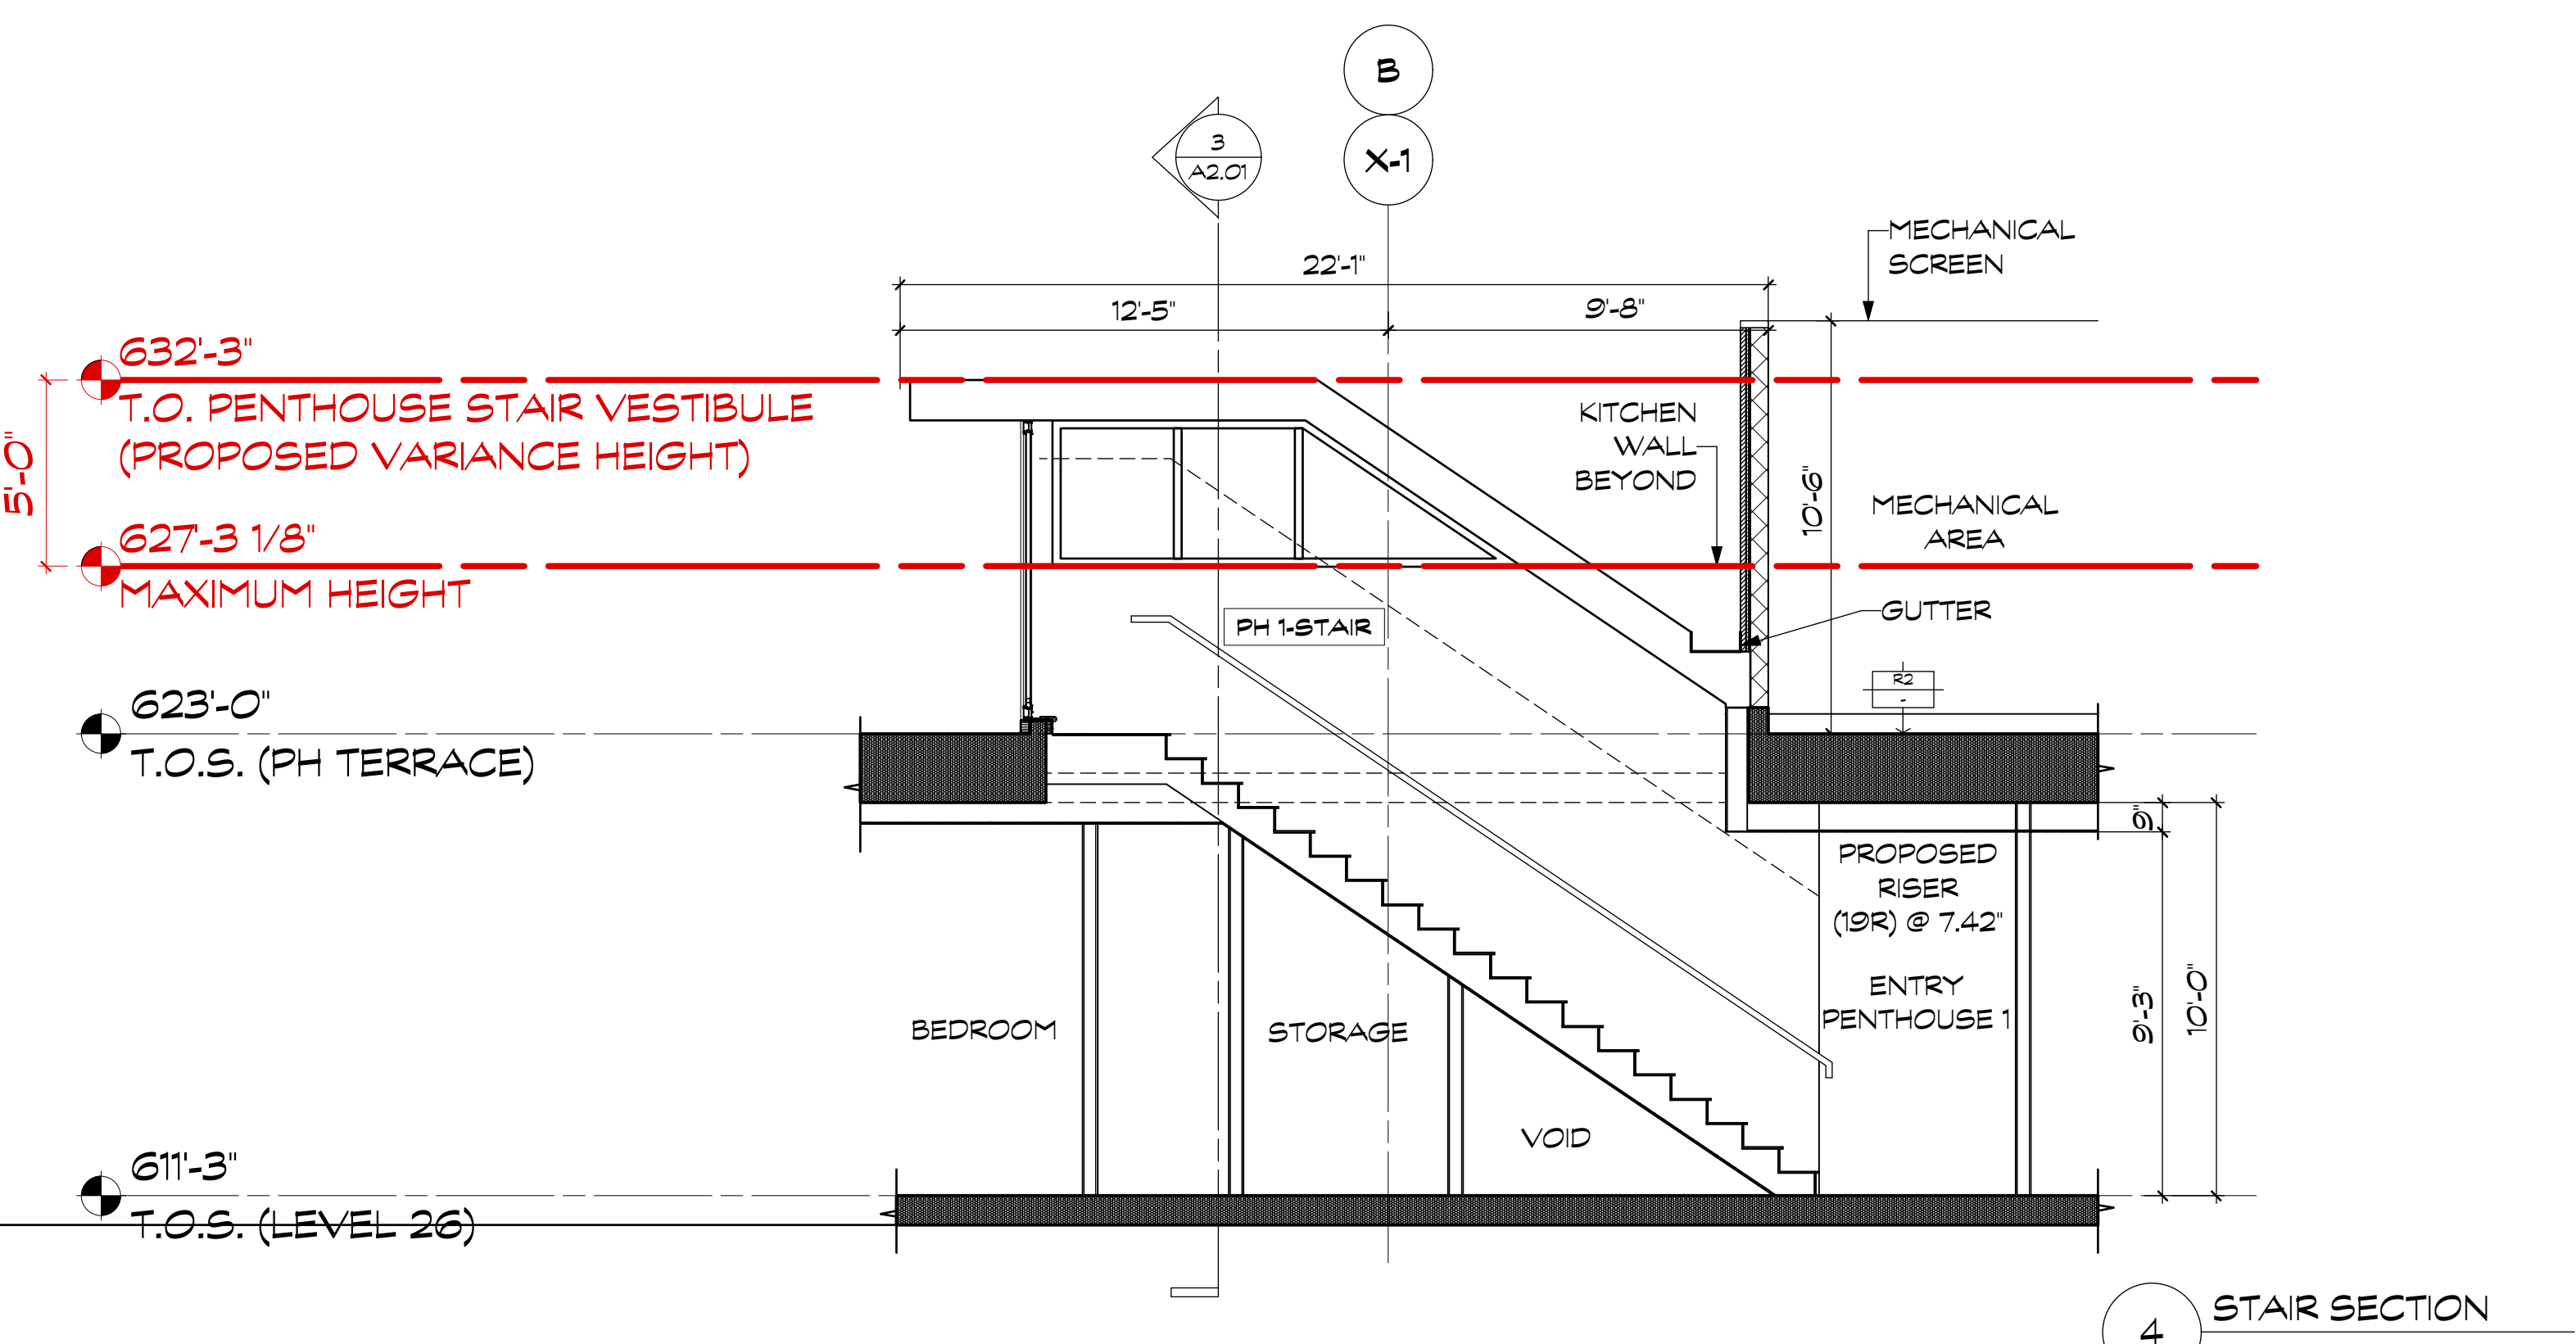 B
X-1
3
A2.01
MECHANICAL
SCREEN
22'-1"
12'-5"
9'-8"
632'-3"
T.O. PENTHOUSE STAIR VESTIBULE
(PROPOSED VARIANCE HEIGHT)
5'-0"
KITCHEN
WALL
BEYOND
10'-6"
MECHANICAL
AREA
627'-3 1/8"
MAXIMUM HEIGHT
GUTTER
PH 1-STAIR
R2
-
623'-0"
T.O.S. (PH TERRACE)
9"
PROPOSED
RISER
(19R) @ 7.42"
ENTRY
PENTHOUSE 1
9'-3"
10'-0"
BEDROOM
STORAGE
VOID
611'-3"
T.O.S. (LEVEL 26)
4
STAIR SECTION